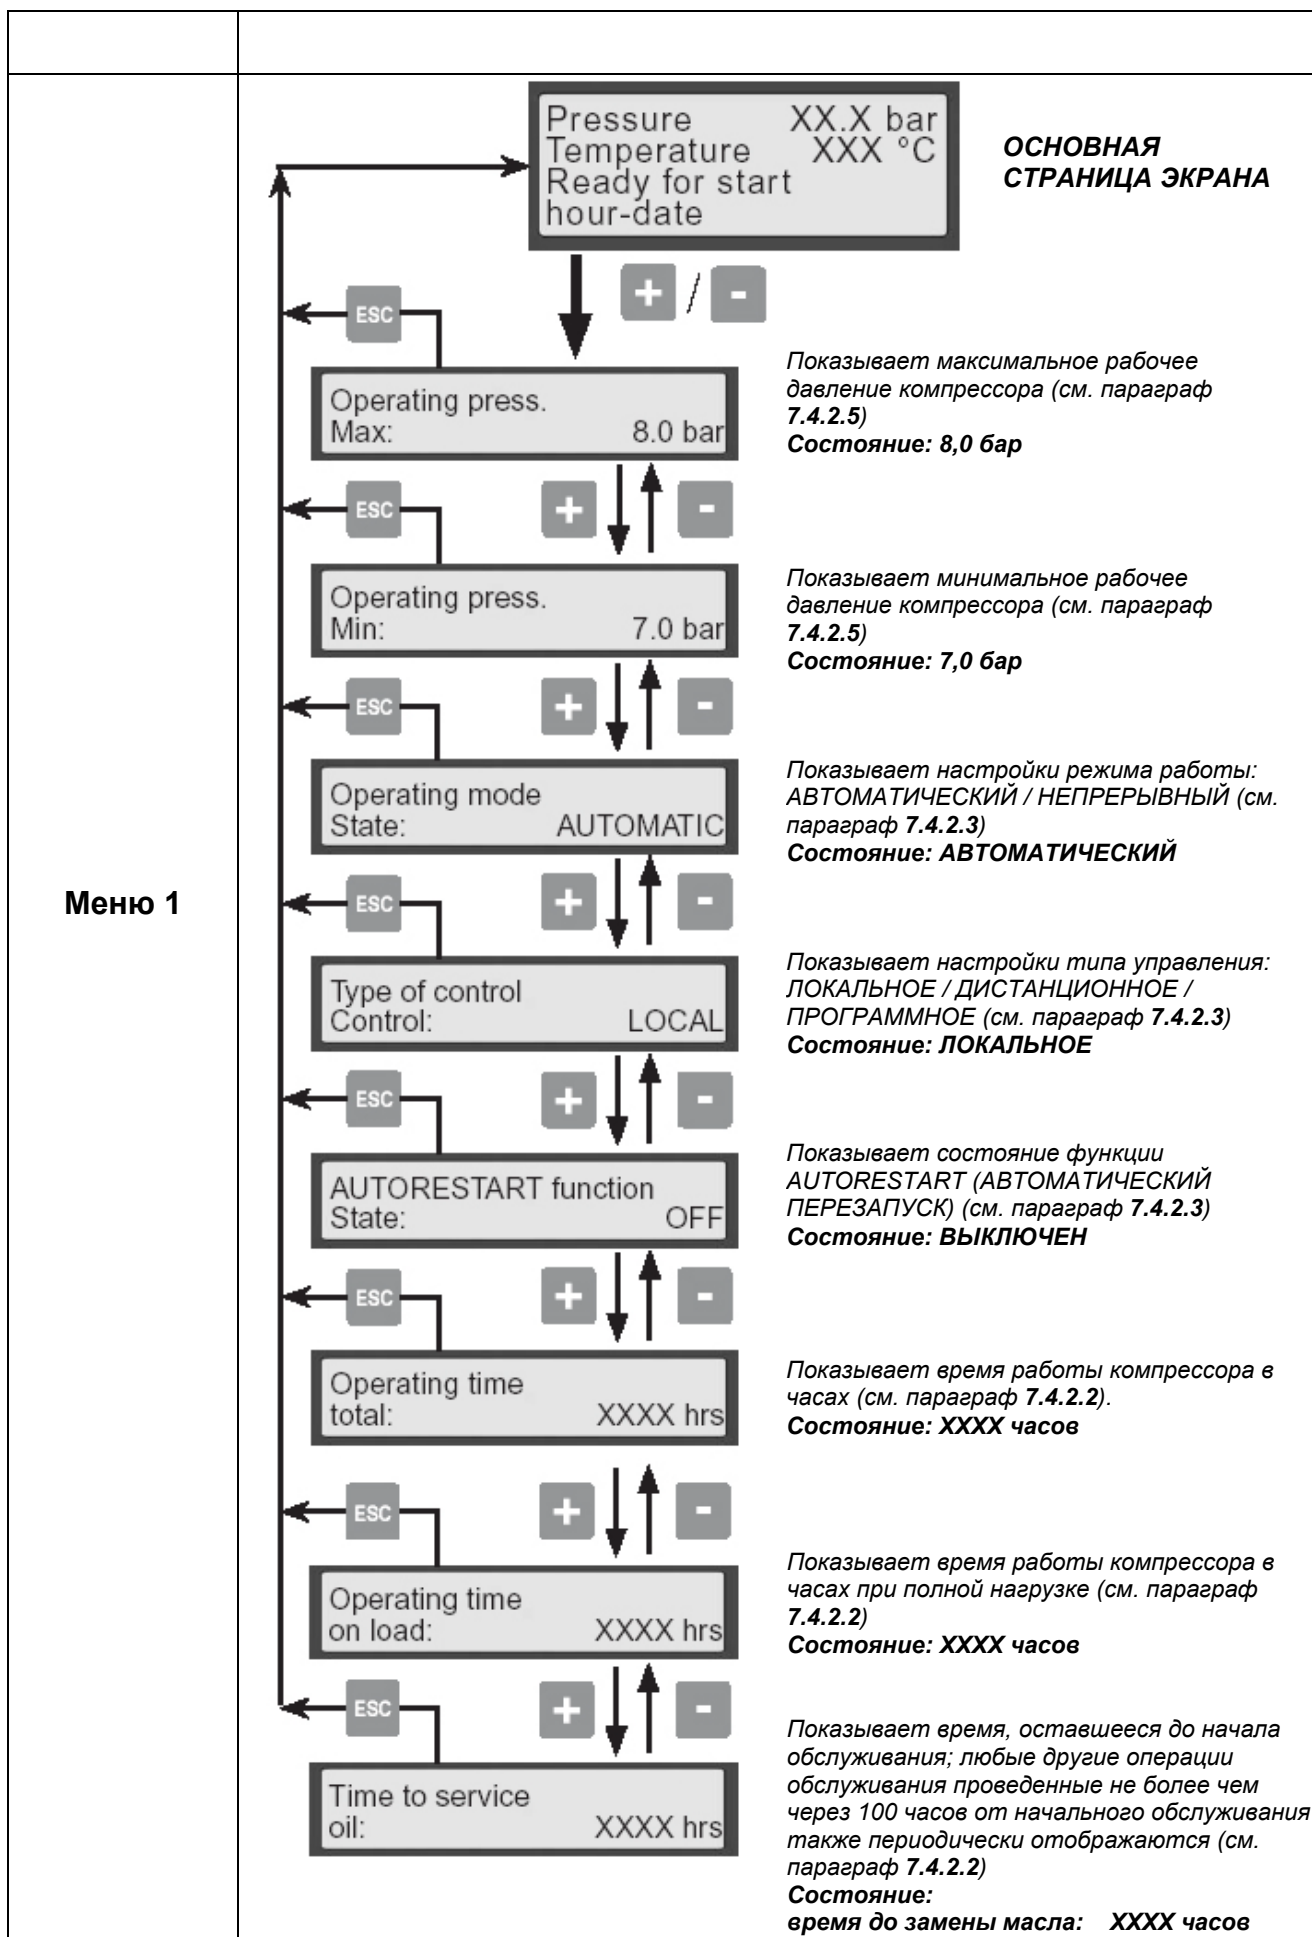 Pressure XX.X bar
Temperature XXX °C
Ready for start
hour-date
ОСНОВНАЯ
СТРАНИЦА ЭКРАНА
+ / -
ESC
Operating press.
Max: 8.0 bar
Показывает максимальное рабочее
давление компрессора (см. параграф
7.4.2.5)
Состояние: 8,0 бар
ESC + -
Operating press.
Min: 7.0 bar
Показывает минимальное рабочее
давление компрессора (см. параграф
7.4.2.5)
Состояние: 7,0 бар
ESC + -
Operating mode
State: AUTOMATIC
Показывает настройки режима работы:
АВТОМАТИЧЕСКИЙ / НЕПРЕРЫВНЫЙ (см.
параграф 7.4.2.3)
Состояние: АВТОМАТИЧЕСКИЙ
Меню 1
ESC + -
Type of control
Control: LOCAL
Показывает настройки типа управления:
ЛОКАЛЬНОЕ / ДИСТАНЦИОННОЕ /
ПРОГРАММНОЕ (см. параграф 7.4.2.3)
Состояние: ЛОКАЛЬНОЕ
ESC + -
AUTORESTART function
State: OFF
Показывает состояние функции
AUTORESTART (АВТОМАТИЧЕСКИЙ
ПЕРЕЗАПУСК) (см. параграф 7.4.2.3)
Состояние: ВЫКЛЮЧЕН
ESC + -
Operating time
total: XXXX hrs
Показывает время работы компрессора в
часах (см. параграф 7.4.2.2).
Состояние: XXXX часов
ESC + -
Operating time
on load: XXXX hrs
Показывает время работы компрессора в
часах при полной нагрузке (см. параграф
7.4.2.2)
Состояние: XXXX часов
ESC + -
Time to service
oil: XXXX hrs
Показывает время, оставшееся до начала
обслуживания; любые другие операции
обслуживания проведенные не более чем
через 100 часов от начального обслуживания
также периодически отображаются (см.
параграф 7.4.2.2)
Состояние:
время до замены масла: XXXX часов